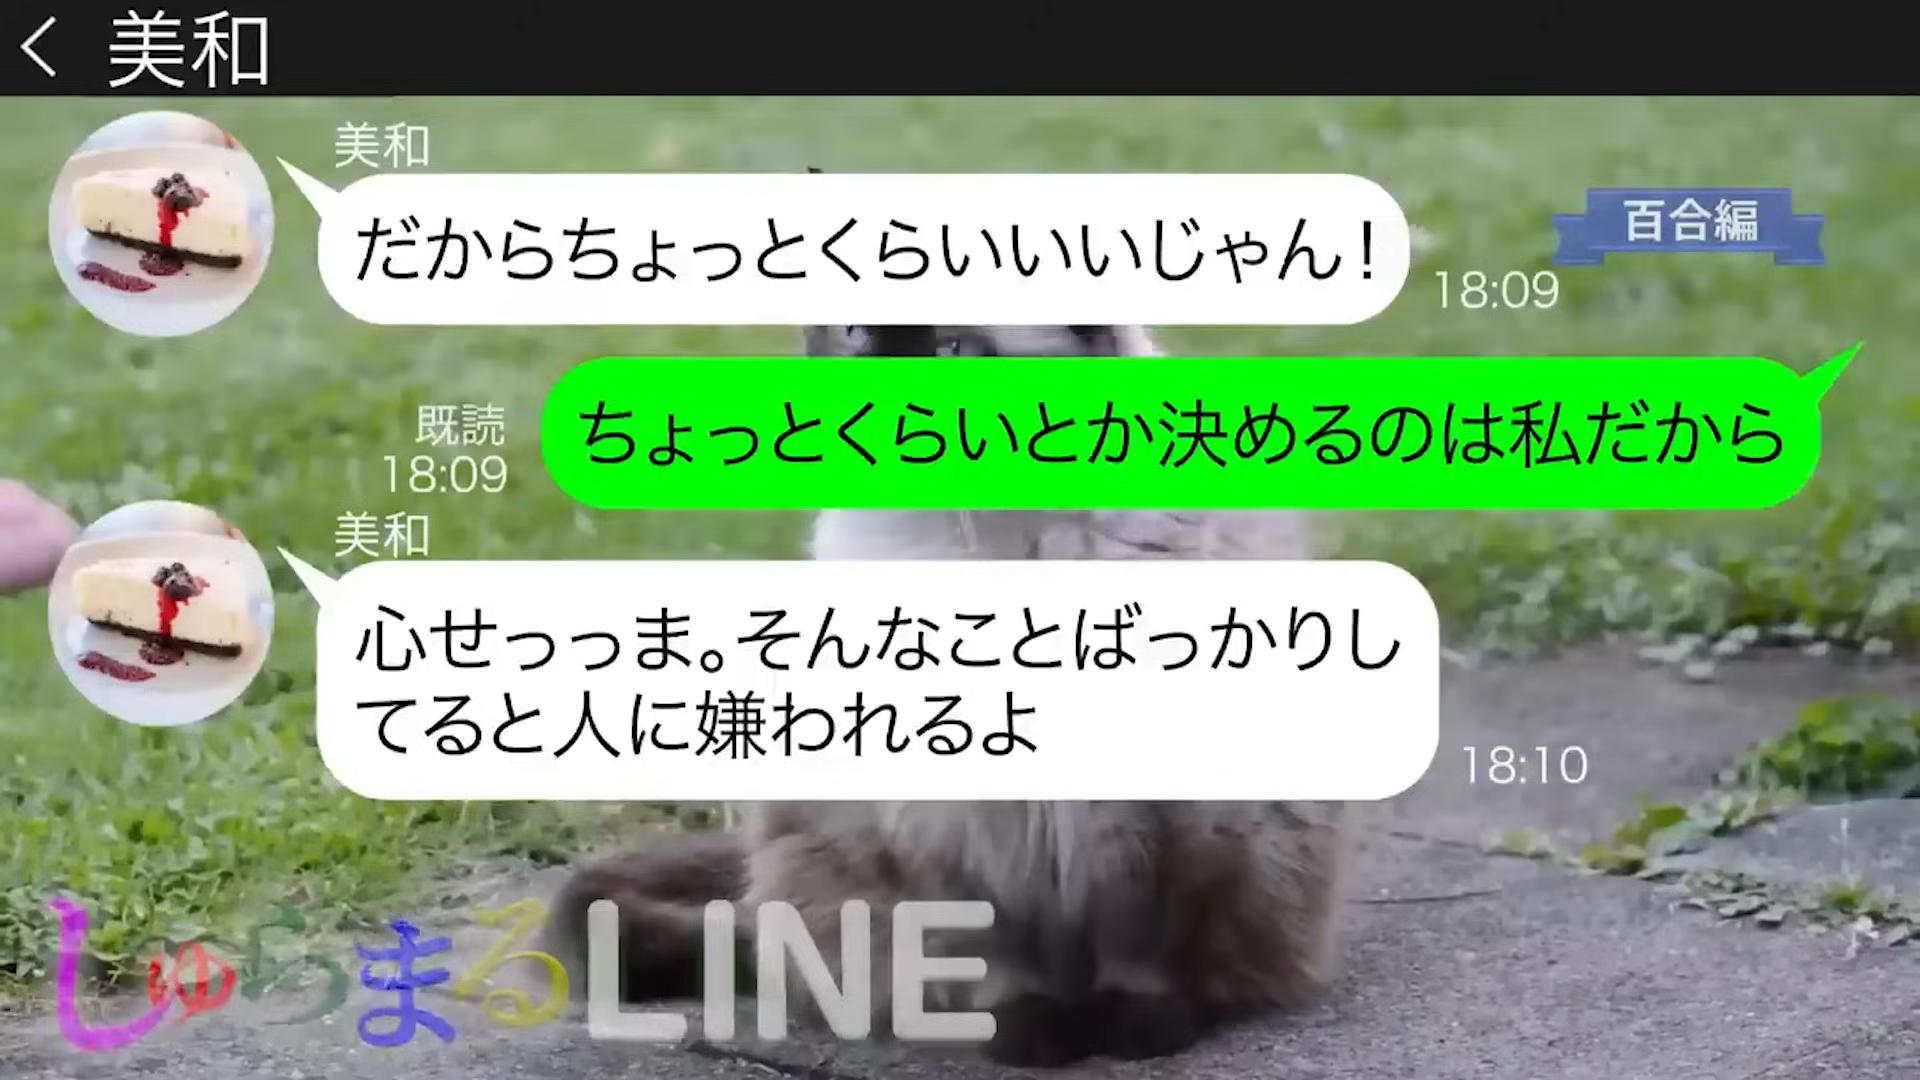 美和
美和
だからちょっとくらいいいじゃん！
18:09
百合編
ちょっとくらいとか決めるのは私だから
既読
18:09
美和
心せっっま。そんなことばっかりし
てると人に嫌われるよ
18:10
しゅらまるLINE